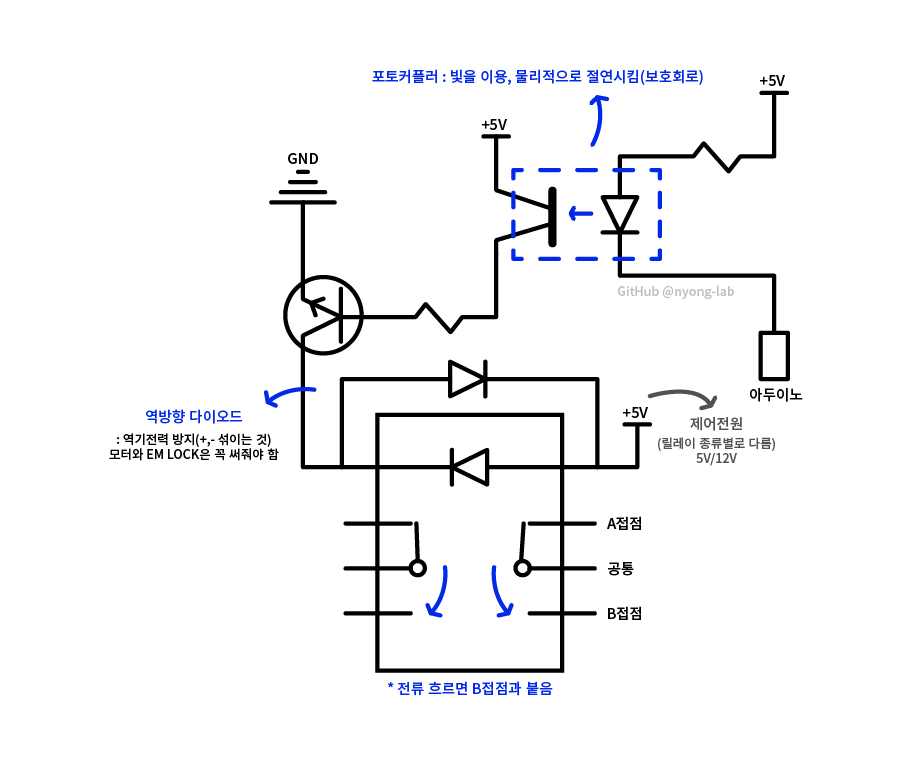 포토커플러 : 빛을 이용, 물리적으로 절연시킴(보호회로)
+5V
+5V
GND
GitHub @nyong-lab
아두이노
역방향 다이오드
: 역기전력 방지(+,- 섞이는 것)
모터와 EM LOCK은 꼭 써줘야 함
+5V
제어전원
(릴레이 종류별로 다름)
5V/12V
A접점
공통
B접점
* 전류 흐르면 B접점과 붙음